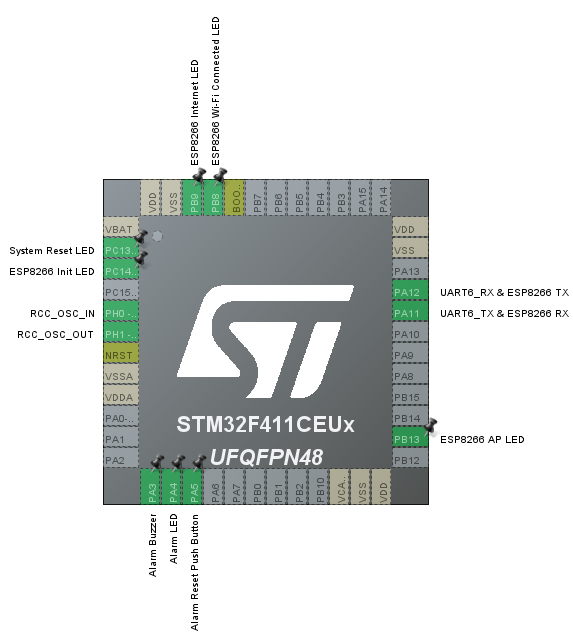 ESP8266 Internet LED
ESP8266 Wi-Fi Connected LED
VDD
VSS
PB9
PB8
BOO..
PB7
PB6
PB5
PB4
PB3
PA15
PA14
VBAT
System Reset LED
PC13..
ESP8266 Init LED
PC14..
PC15..
RCC_OSC_IN
PH0-..
RCC_OSC_OUT
PH1-..
NRST
VSSA
VDDA
PA0-..
PA1
PA2
VDD
VSS
PA13
PA12
UART6_RX & ESP8266 TX
PA11
UART6_TX & ESP8266 RX
PA10
PA9
PA8
PB15
PB14
PB13
ESP8266 AP LED
PB12
STM32F411CEUx
UFQFPN48
PA3
PA4
PA5
PA6
PA7
PB0
PB1
PB2
PB10
VCA..
VSS
VDD
Alarm Buzzer
Alarm LED
Alarm Reset Push Button